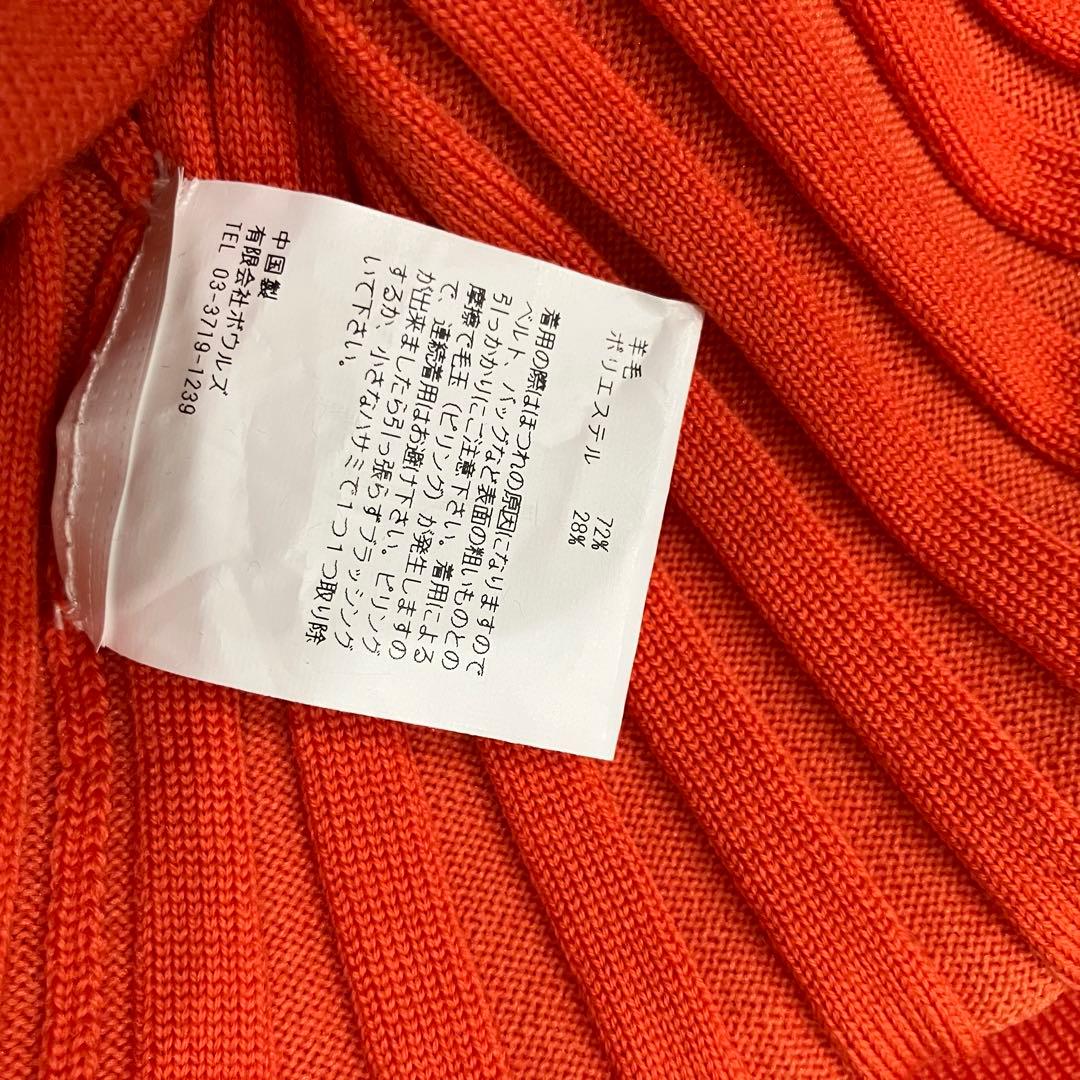 羊毛 72%
ポリエステル 28%
着用の際はほつれの原因になりますので
ベルト、バッグなど表面の粗いものとの
引っかかりにご注意下さい。着用による
摩擦で毛玉（ピリング）が発生しますの
で、連続着用はお避け下さい。ピリング
が出来ましたら引っ張らずブラッシング
するか、小さなハサミで1つ1つ取り除
いて下さい。
中国製
有限会社ボウルズ
TEL 03-3719-1239